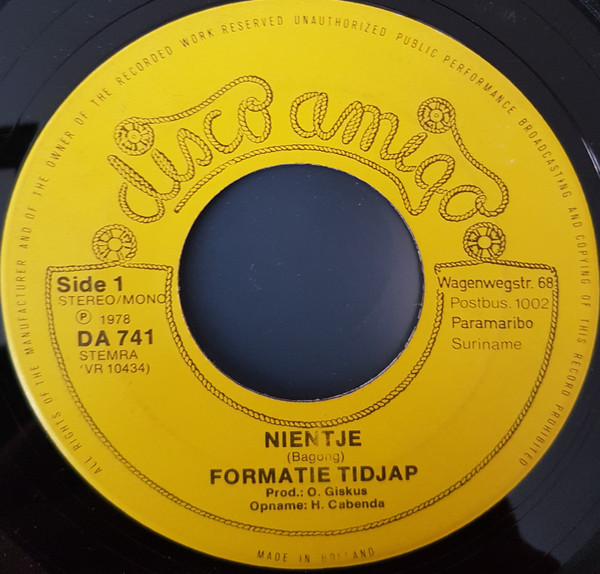 ALL RIGHTS OF THE MANUFACTURER AND OF THE OWNER OF THE RECORDED WORK RESERVED UNAUTHORIZED PUBLIC PERFORMANCE BROADCASTING AND COPYING OF THIS RECORD PROHIBITED
disco amigo
Side 1
STEREO/MONO
Ⓟ 1978
DA 741
STEMRA
'VR 10434)
Wagenwegstr. 68
Postbus. 1002
Paramaribo
Suriname
NIENTJE
(Bagong)
FORMATIE TIDJAP
Prod.: O. Giskus
Opname: H. Cabenda
MADE IN HOLLAND